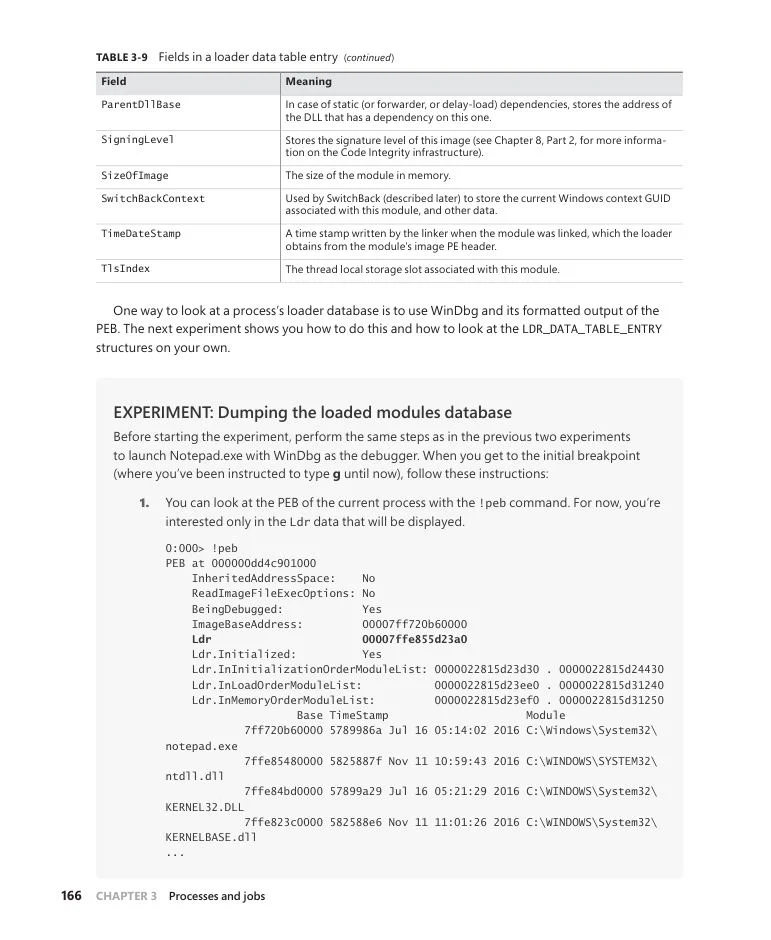 TABLE 3-9 Fields in a loader data table entry (continued)
Field Meaning
ParentDllBase In case of static (or forwarder, or delay-load) dependencies, stores the address of
the DLL that has a dependency on this one.
SigningLevel Stores the signature level of this image (see Chapter 8, Part 2, for more informa-
tion on the Code Integrity infrastructure).
SizeOfImage The size of the module in memory.
SwitchBackContext Used by SwitchBack (described later) to store the current Windows context GUID
associated with this module, and other data.
TimeDateStamp A time stamp written by the linker when the module was linked, which the loader
obtains from the module's image PE header.
TlsIndex The thread local storage slot associated with this module.
One way to look at a process's loader database is to use WinDbg and its formatted output of the
PEB. The next experiment shows you how to do this and how to look at the LDR_DATA_TABLE_ENTRY
structures on your own.
EXPERIMENT: Dumping the loaded modules database
Before starting the experiment, perform the same steps as in the previous two experiments
to launch Notepad.exe with WinDbg as the debugger. When you get to the initial breakpoint
(where you've been instructed to type g until now), follow these instructions:
1. You can look at the PEB of the current process with the !peb command. For now, you're
interested only in the Ldr data that will be displayed.
0:000> !peb
PEB at 000000dd4c901000
InheritedAddressSpace: No
ReadImageFileExecOptions: No
BeingDebugged: Yes
ImageBaseAddress: 00007ff720b60000
Ldr 00007ffe855d23a0
Ldr.Initialized: Yes
Ldr.InInitializationOrderModuleList: 0000022815d23d30 . 0000022815d24430
Ldr.InLoadOrderModuleList: 0000022815d23ee0 . 0000022815d31240
Ldr.InMemoryOrderModuleList: 0000022815d23ef0 . 0000022815d31250
Base TimeStamp Module
7ff720b60000 5789986a Jul 16 05:14:02 2016 C:\Windows\System32\
notepad.exe
7ffe85480000 5825887f Nov 11 10:59:43 2016 C:\WINDOWS\SYSTEM32\
ntdll.dll
7ffe84bd0000 57899a29 Jul 16 05:21:29 2016 C:\Windows\System32\
KERNEL32.DLL
7ffe823c0000 582588e6 Nov 11 11:01:26 2016 C:\WINDOWS\System32\
KERNELBASE.dll
...
166 CHAPTER 3 Processes and jobs